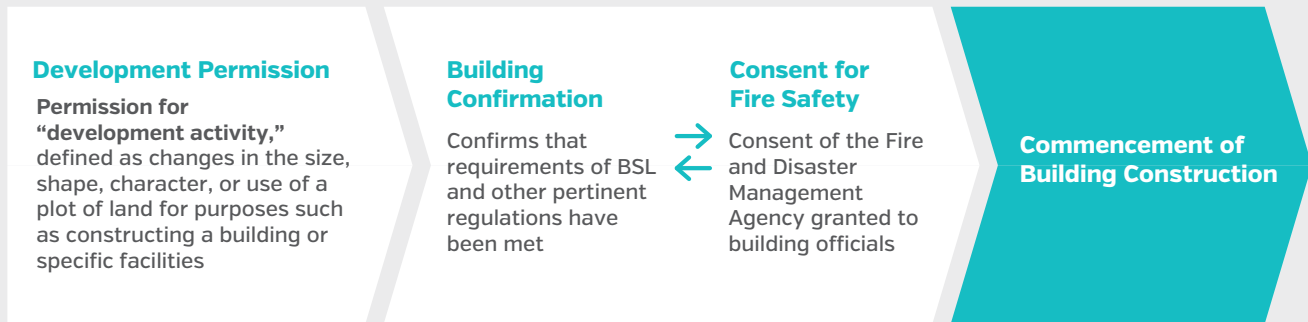 Development Permission
Permission for
“development activity,”
defined as changes in the size,
shape, character, or use of a
plot of land for purposes such
as constructing a building or
specific facilities
Building
Confirmation
Confirms that
requirements of BSL
and other pertinent
regulations have
been met
Consent for
Fire Safety
Consent of the Fire
and Disaster
Management
Agency granted to
building officials
Commencement of
Building Construction